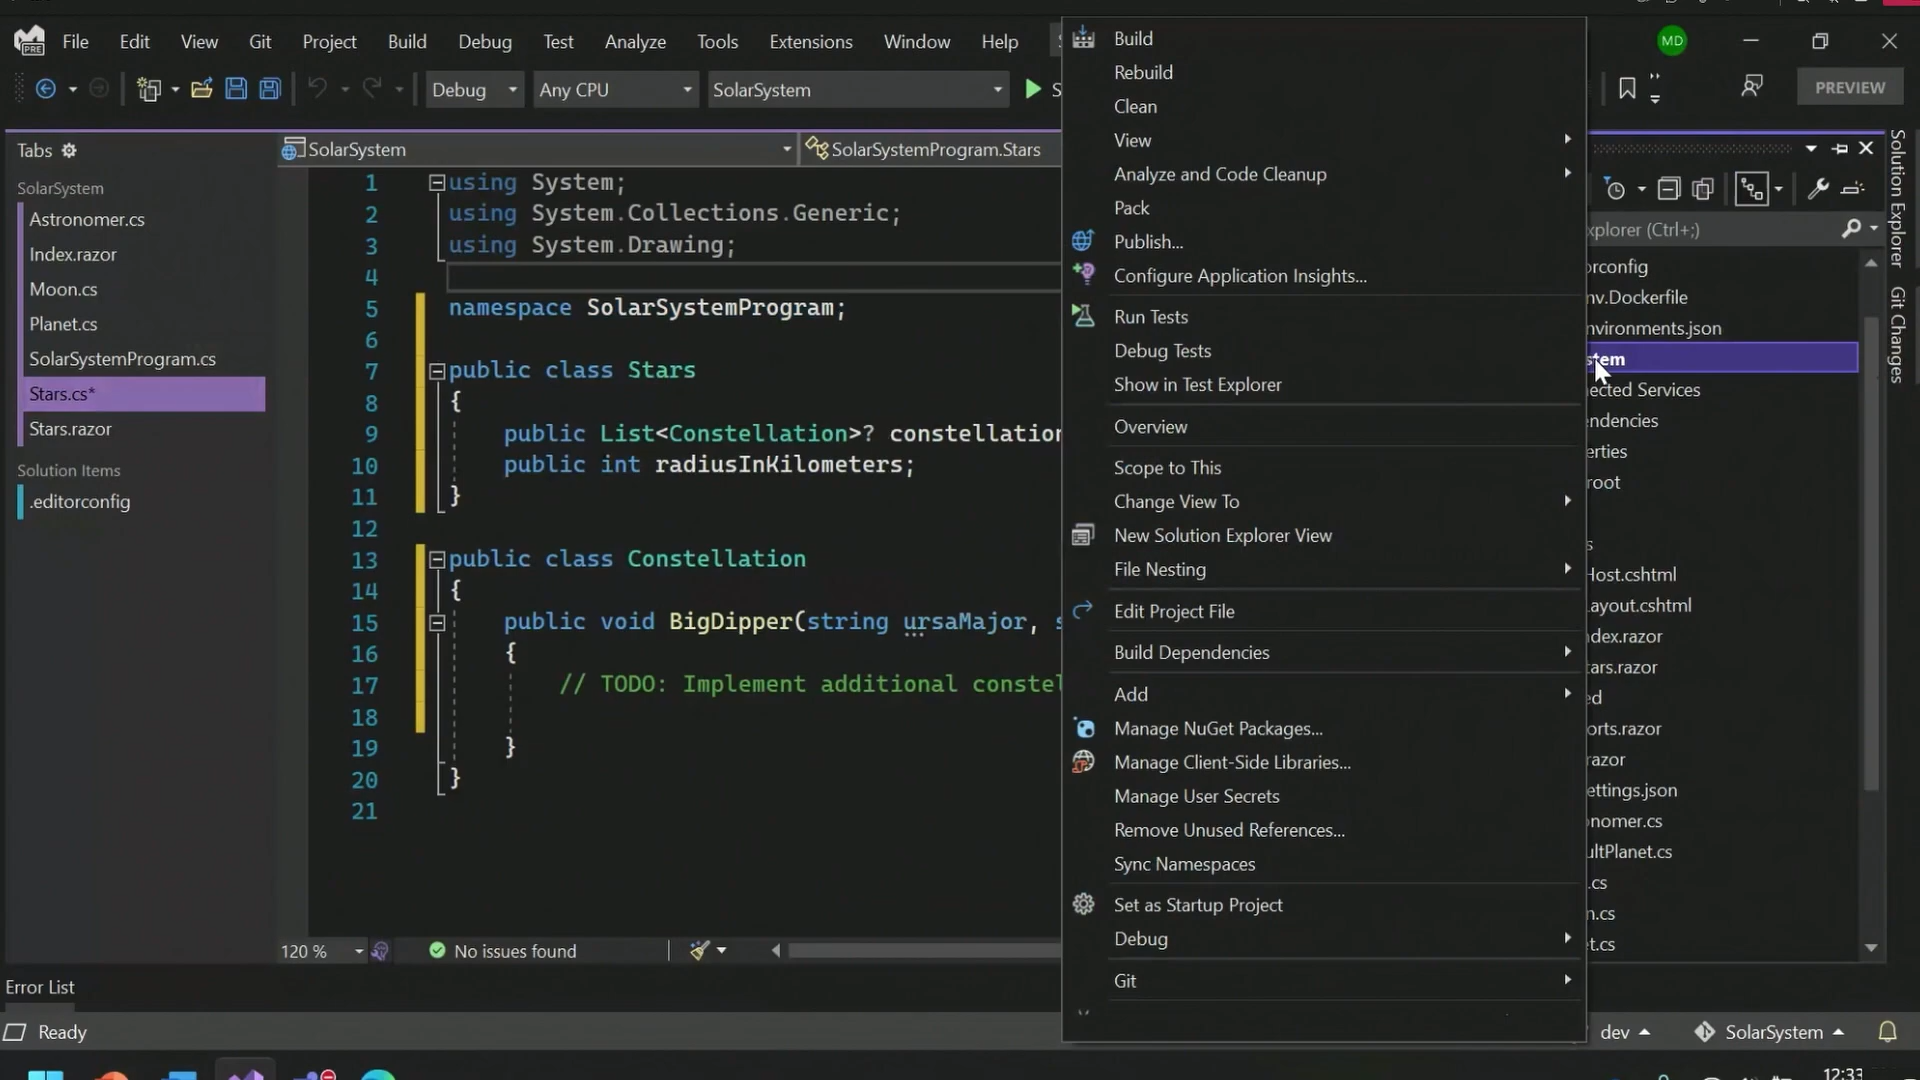 File Edit View Git Project Build Debug Test Analyze Tools Extensions Window Help
MD
Debug Any CPU SolarSystem
PREVIEW
Tabs
SolarSystem
Astronomer.cs
Index.razor
Moon.cs
Planet.cs
SolarSystemProgram.cs
Stars.cs*
Stars.razor
Solution Items
.editorconfig
SolarSystem SolarSystemProgram.Stars
1 using System;
2 using System.Collections.Generic;
3 using System.Drawing;
4
5 namespace SolarSystemProgram;
6
7 public class Stars
8 {
9 public List<Constellation>? constellation
10 public int radiusInKilometers;
11 }
12
13 public class Constellation
14 {
15 public void BigDipper(string ursaMajor, s
16 {
17 // TODO: Implement additional constel
18
19 }
20 }
21
120 % No issues found
Build
Rebuild
Clean
View
Analyze and Code Cleanup
Pack
Publish...
Configure Application Insights...
Run Tests
Debug Tests
Show in Test Explorer
Overview
Scope to This
Change View To
New Solution Explorer View
File Nesting
Edit Project File
Build Dependencies
Add
Manage NuGet Packages...
Manage Client-Side Libraries...
Manage User Secrets
Remove Unused References...
Sync Namespaces
Set as Startup Project
Debug
Git
xplorer (Ctrl+;)
orconfig
nv.Dockerfile
nvironments.json
stem
ected Services
endencies
erties
root
s
Host.cshtml
ayout.cshtml
ndex.razor
tars.razor
ed
orts.razor
razor
ettings.json
onomer.cs
ultPlanet.cs
.cs
n.cs
et.cs
Solution Explorer
Git Changes
Error List
Ready
dev
SolarSystem
12:33